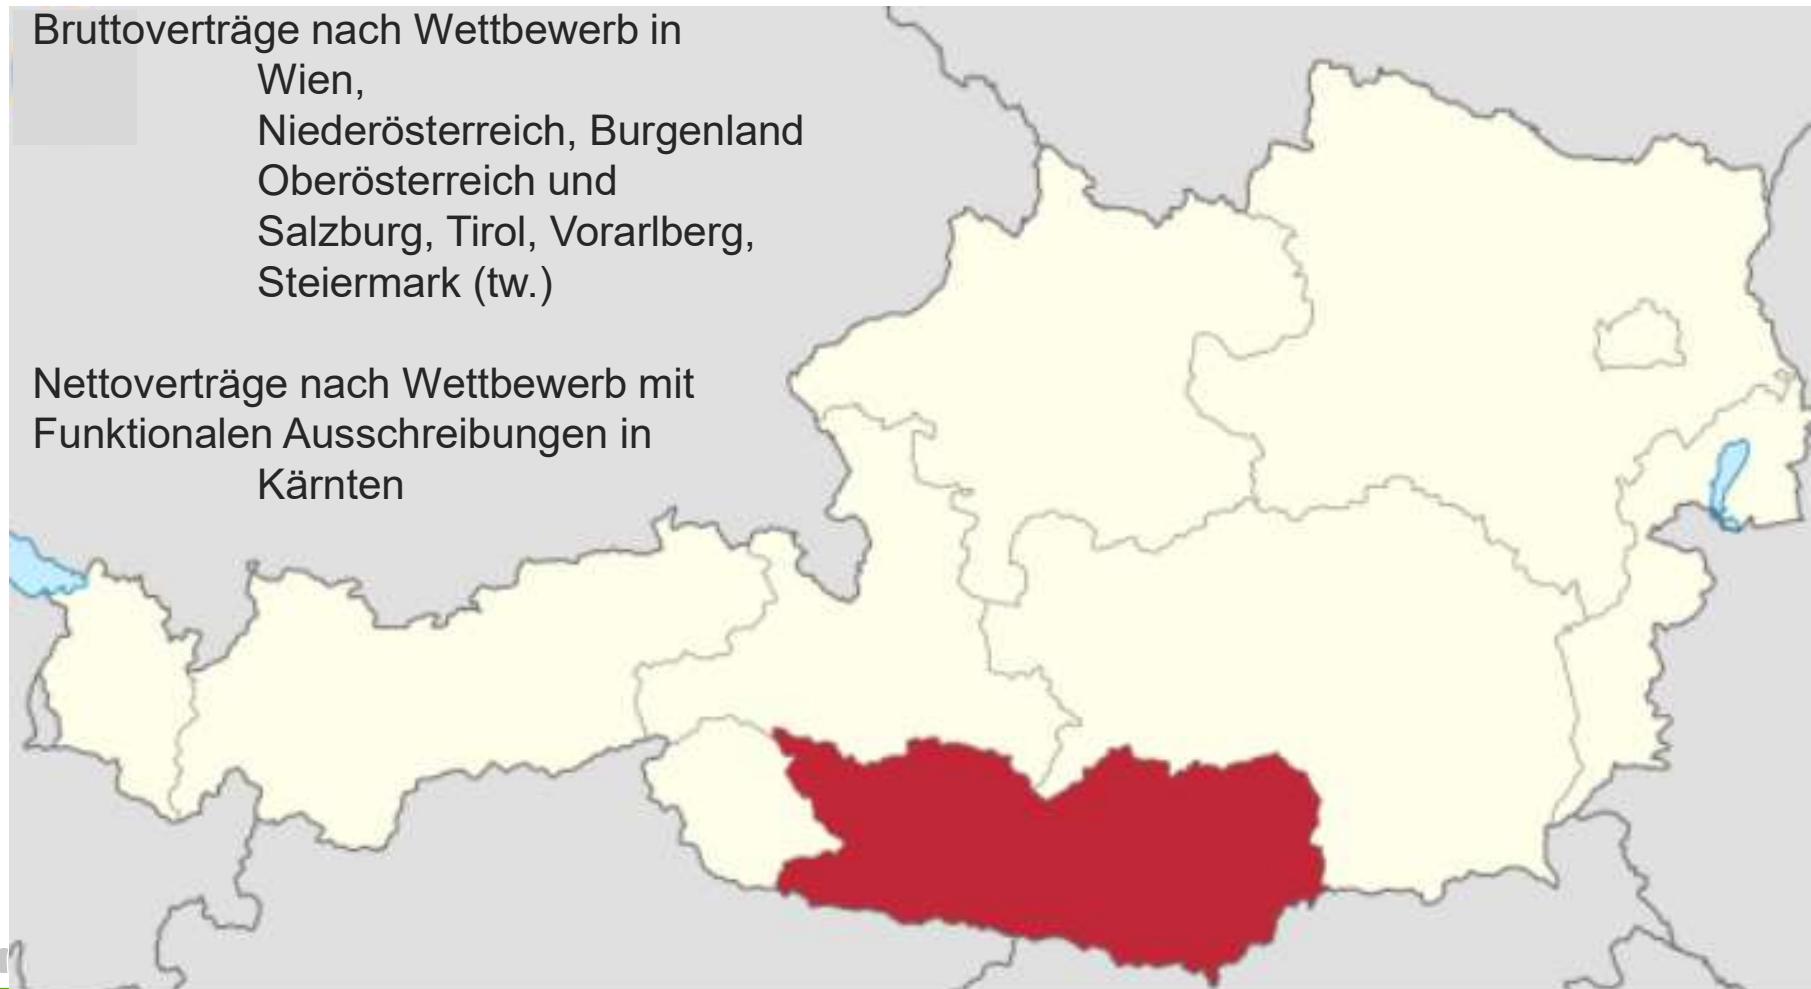 Bruttoverträge nach Wettbewerb in
Wien,
Niederösterreich, Burgenland
Oberösterreich und
Salzburg, Tirol, Vorarlberg,
Steiermark (tw.)
Nettoverträge nach Wettbewerb mit
Funktionalen Ausschreibungen in
Kärnten